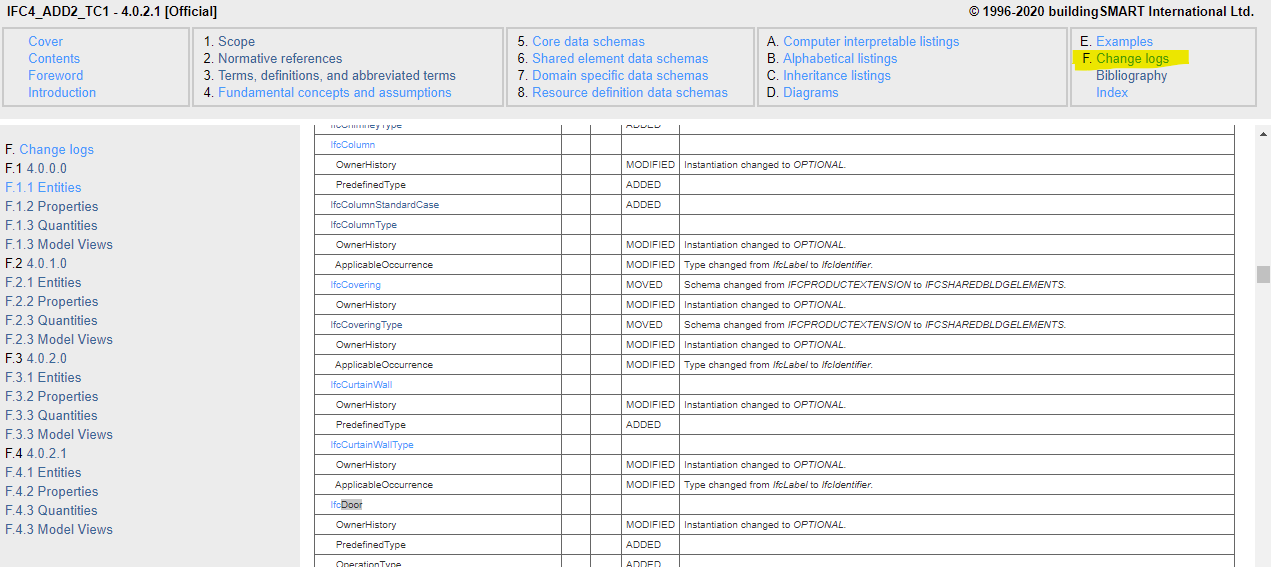 IFC4_ADD2_TC1 - 4.0.2.1 [Official]
© 1996-2020 buildingSMART International Ltd.
Cover
Contents
Foreword
Introduction
1. Scope
2. Normative references
3. Terms, definitions, and abbreviated terms
4. Fundamental concepts and assumptions
5. Core data schemas
6. Shared element data schemas
7. Domain specific data schemas
8. Resource definition data schemas
A. Computer interpretable listings
B. Alphabetical listings
C. Inheritance listings
D. Diagrams
E. Examples
F. Change logs
Bibliography
Index
F. Change logs
F.1 4.0.0.0
F.1.1 Entities
F.1.2 Properties
F.1.3 Quantities
F.1.3 Model Views
F.2 4.0.1.0
F.2.1 Entities
F.2.2 Properties
F.2.3 Quantities
F.2.3 Model Views
F.3 4.0.2.0
F.3.1 Entities
F.3.2 Properties
F.3.3 Quantities
F.3.3 Model Views
F.4 4.0.2.1
F.4.1 Entities
F.4.2 Properties
F.4.3 Quantities
F.4.3 Model Views
IfcChimneyType ADDED
IfcColumn
OwnerHistory MODIFIED Instantiation changed to OPTIONAL.
PredefinedType ADDED
IfcColumnStandardCase ADDED
IfcColumnType
OwnerHistory MODIFIED Instantiation changed to OPTIONAL.
ApplicableOccurrence MODIFIED Type changed from IfcLabel to IfcIdentifier.
IfcCovering MOVED Schema changed from IFCPRODUCTEXTENSION to IFCSHAREDBLDGELEMENTS.
OwnerHistory MODIFIED Instantiation changed to OPTIONAL.
IfcCoveringType MOVED Schema changed from IFCPRODUCTEXTENSION to IFCSHAREDBLDGELEMENTS.
OwnerHistory MODIFIED Instantiation changed to OPTIONAL.
ApplicableOccurrence MODIFIED Type changed from IfcLabel to IfcIdentifier.
IfcCurtainWall
OwnerHistory MODIFIED Instantiation changed to OPTIONAL.
PredefinedType ADDED
IfcCurtainWallType
OwnerHistory MODIFIED Instantiation changed to OPTIONAL.
ApplicableOccurrence MODIFIED Type changed from IfcLabel to IfcIdentifier.
IfcDoor
OwnerHistory MODIFIED Instantiation changed to OPTIONAL.
PredefinedType ADDED
OperationType ADDED